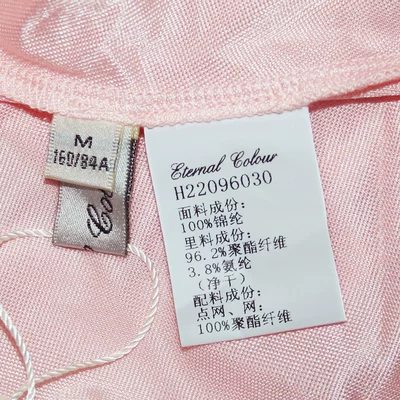 M
160/84A
Co
Eternal Colour
H22096030
面料成份:
100%锦纶
里料成份:
96.2%聚酯纤维
3.8%氨纶
(净干)
配料成份:
点网、网:
100%聚酯纤维